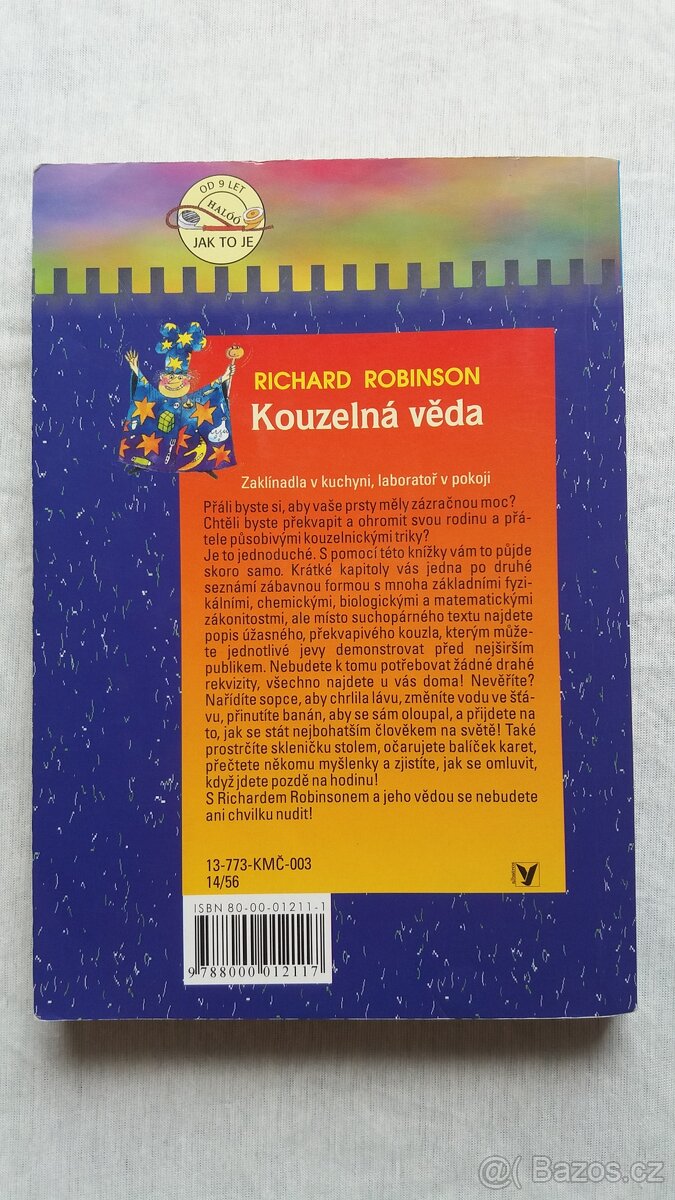 OD 9 LET
HALÓÓ
JAK TO JE
RICHARD ROBINSON
Kouzelná věda
Zaklínadla v kuchyni, laboratoř v pokoji
Přáli byste si, aby vaše prsty měly zázračnou moc?
Chtěli byste překvapit a ohromit svou rodinu a přá-
tele působivými kouzelnickými triky?
Je to jednoduché. S pomocí této knížky vám to půjde
skoro samo. Krátké kapitoly vás jedna po druhé
seznámí zábavnou formou s mnoha základními fyzi-
kálními, chemickými, biologickými a matematickými
zákonitostmi, ale místo suchopárného textu najdete
popis úžasného, překvapivého kouzla, kterým může-
te jednotlivé jevy demonstrovat před nejširším
publikem. Nebudete k tomu potřebovat žádné drahé
rekvizity, všechno najdete u vás doma! Nevěříte?
Nařídíte sopce, aby chrlila lávu, změníte vodu ve šťá-
vu, přinutíte banán, aby se sám oloupal, a přijdete na
to, jak se stát nejbohatším člověkem na světě! Také
prostrčíte skleničku stolem, očarujete balíček karet,
přečtete někomu myšlenky a zjistíte, jak se omluvit,
když jdete pozdě na hodinu!
S Richardem Robinsonem a jeho vědou se nebudete
ani chvilku nudit!
13-773-KMČ-003
14/56
ISBN 80-00-01211-1
9 788000 012117
@ Bazos.cz